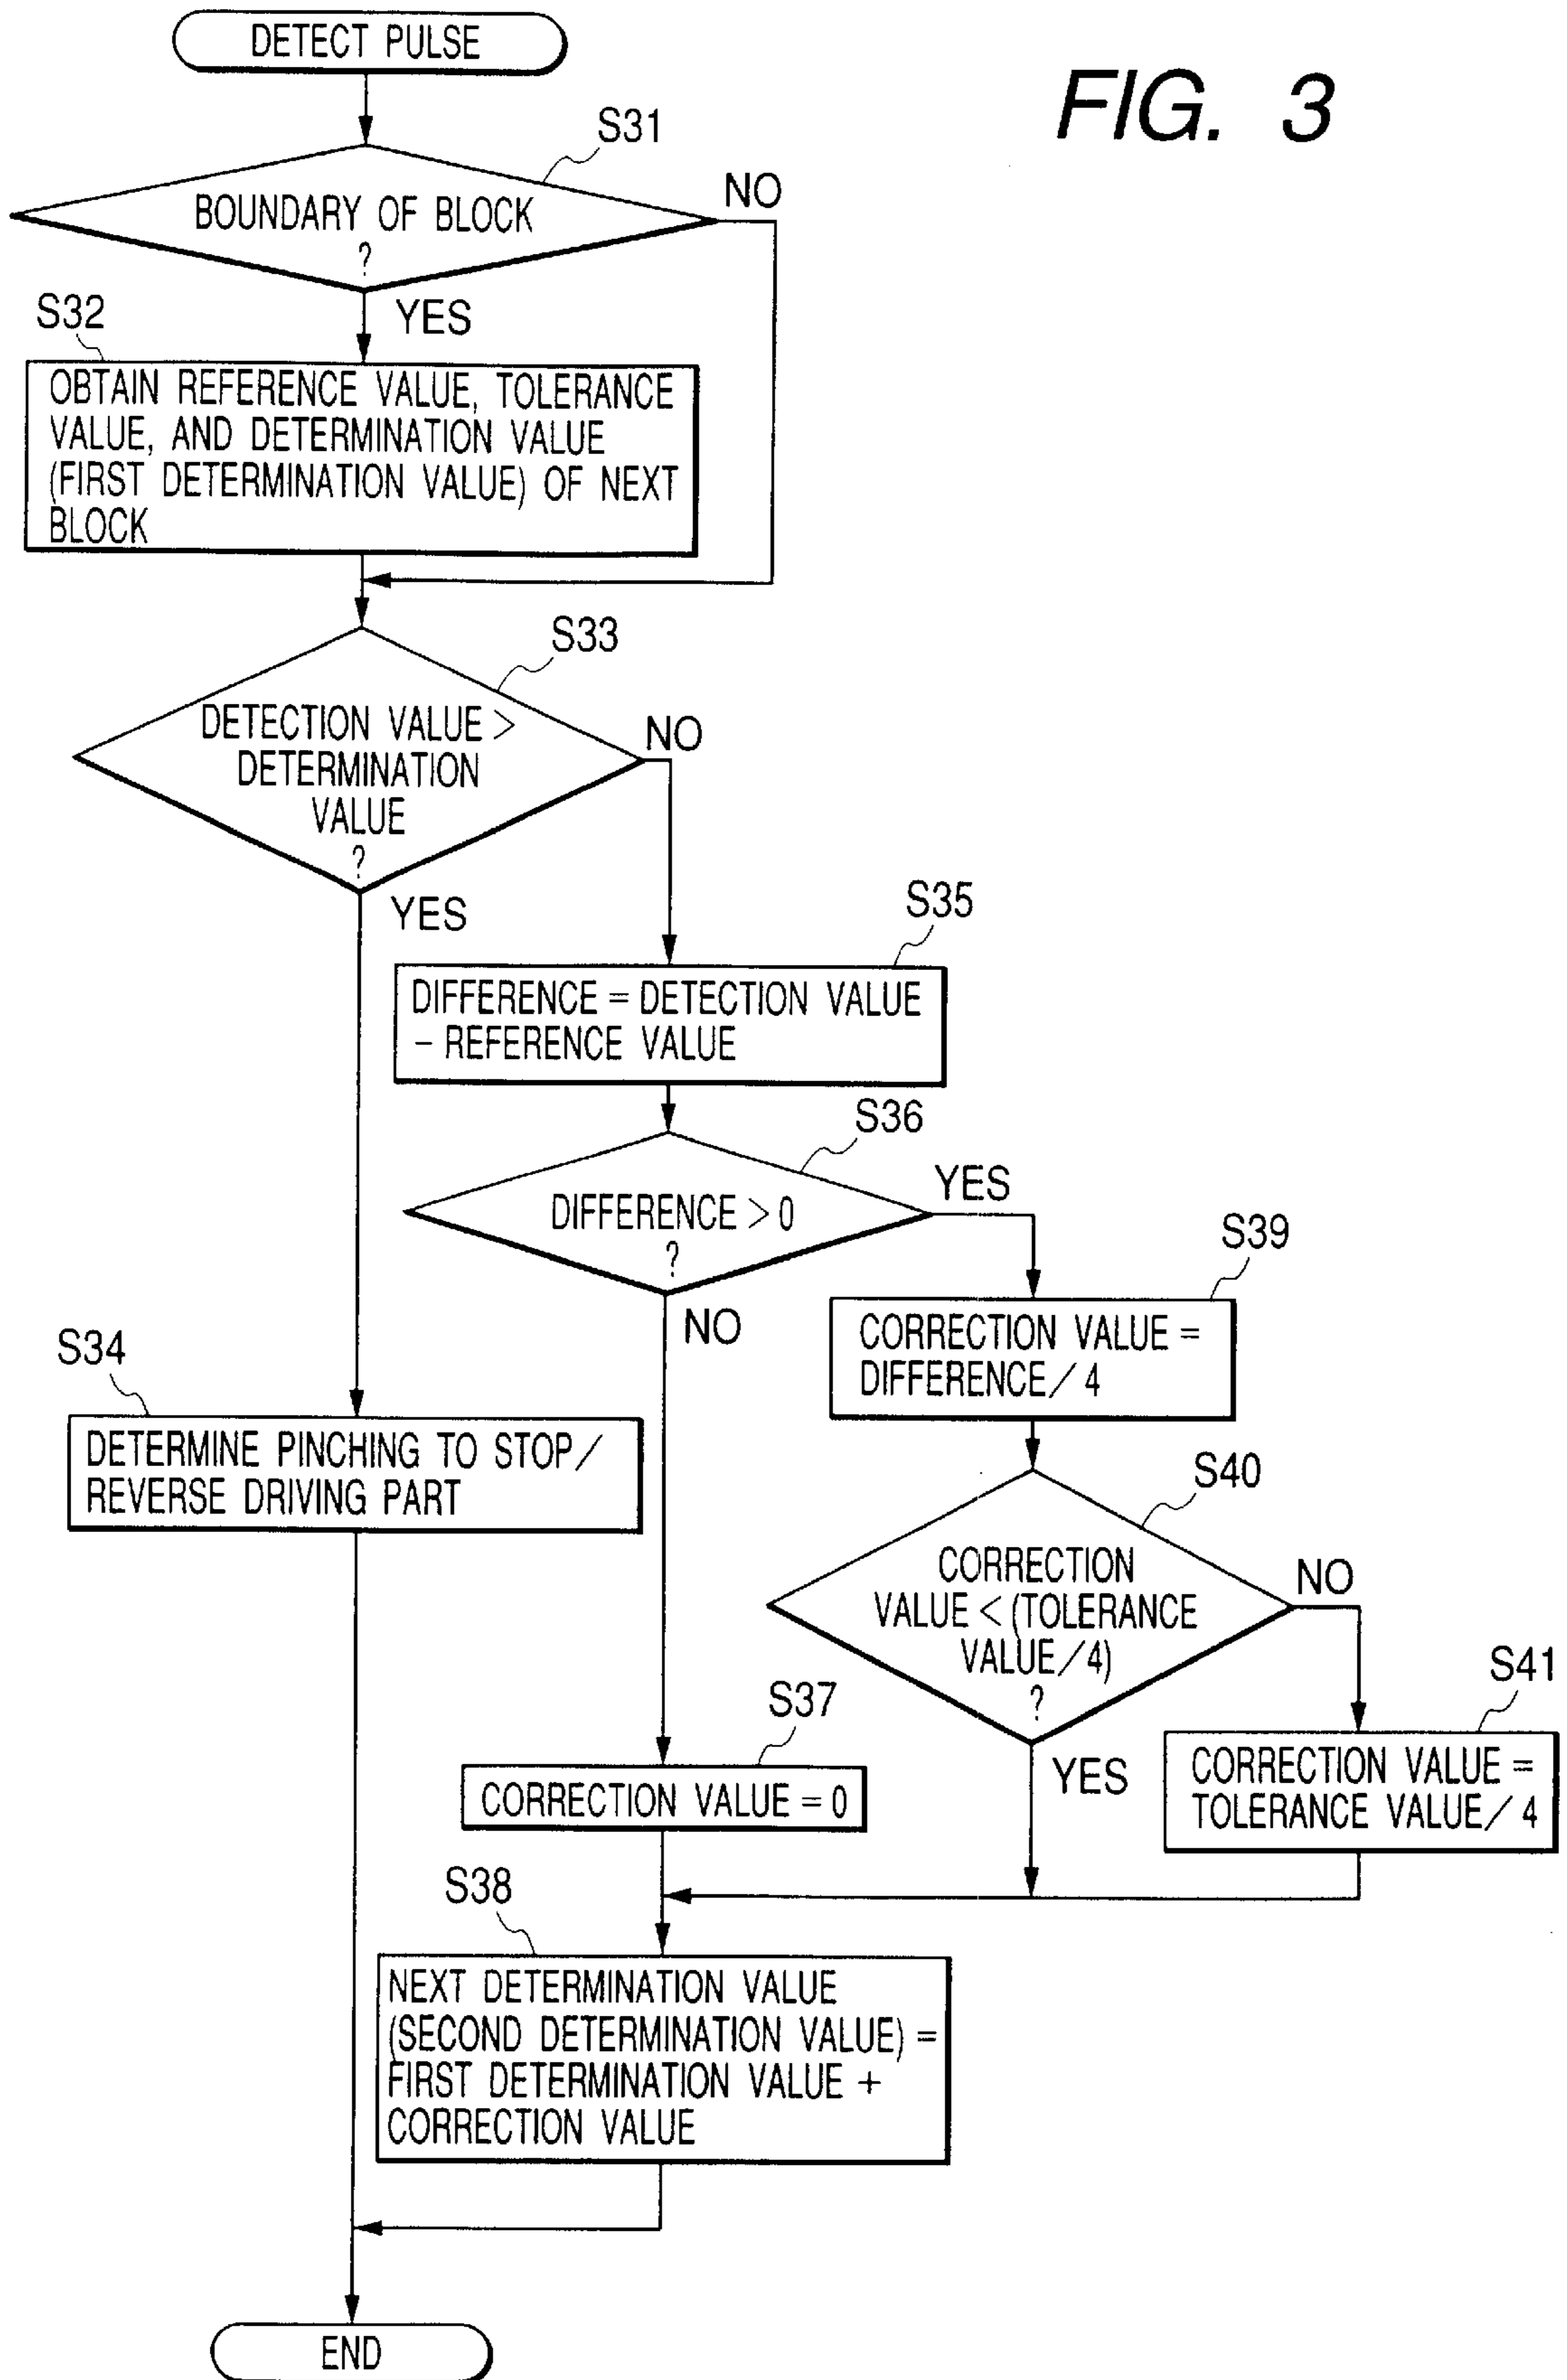 DETECT PULSE
FIG. 3
S31
BOUNDARY OF BLOCK
?
NO
YES
S32
OBTAIN REFERENCE VALUE, TOLERANCE
VALUE, AND DETERMINATION VALUE
(FIRST DETERMINATION VALUE) OF NEXT
BLOCK
S33
DETECTION VALUE >
DETERMINATION
VALUE
?
NO
YES
S35
DIFFERENCE = DETECTION VALUE
– REFERENCE VALUE
S36
DIFFERENCE > 0
?
YES
NO
S39
CORRECTION VALUE =
DIFFERENCE / 4
S34
DETERMINE PINCHING TO STOP /
REVERSE DRIVING PART
S40
CORRECTION
VALUE < (TOLERANCE
VALUE / 4)
?
NO
YES
S41
CORRECTION VALUE =
TOLERANCE VALUE / 4
S37
CORRECTION VALUE = 0
S38
NEXT DETERMINATION VALUE
(SECOND DETERMINATION VALUE) =
FIRST DETERMINATION VALUE +
CORRECTION VALUE
END